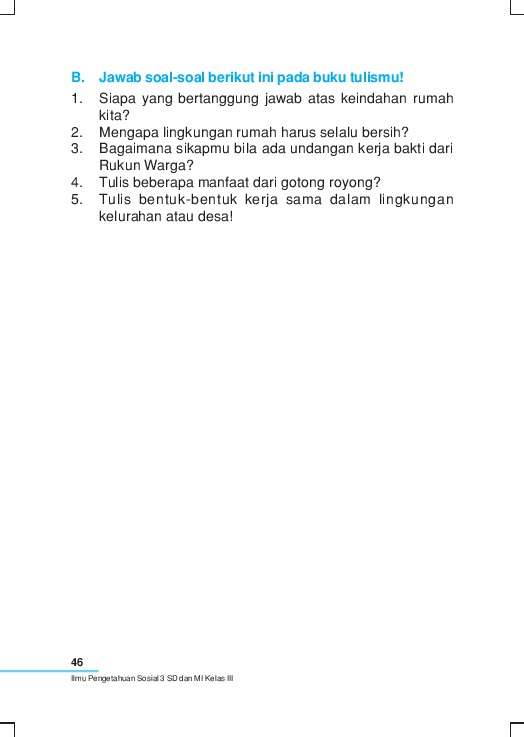 B. Jawab soal-soal berikut ini pada buku tulismu!
1. Siapa yang bertanggung jawab atas keindahan rumah
kita?
2. Mengapa lingkungan rumah harus selalu bersih?
3. Bagaimana sikapmu bila ada undangan kerja bakti dari
Rukun Warga?
4. Tulis beberapa manfaat dari gotong royong?
5. Tulis bentuk-bentuk kerja sama dalam lingkungan
kelurahan atau desa!
46
Ilmu Pengetahuan Sosial 3 SD dan MI Kelas III